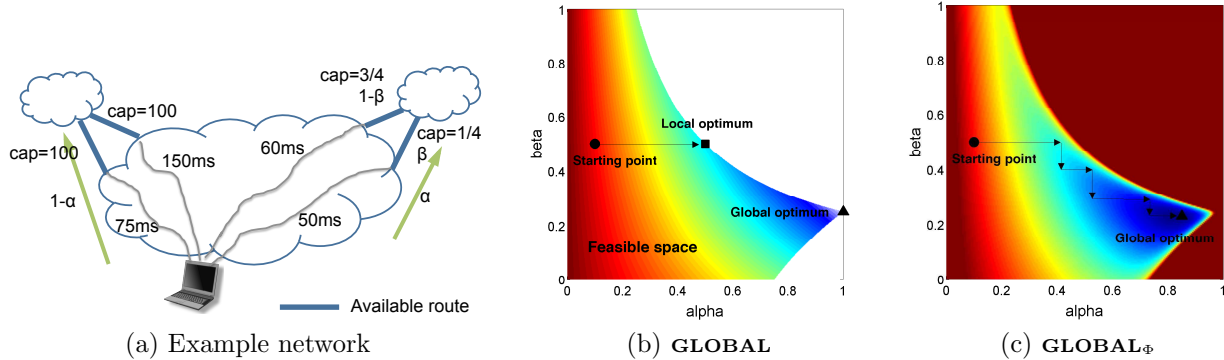 cap=3/4
1-β
cap=100
cap=1/4
β
cap=100
150ms
60ms
α
1-α
75ms
50ms
Available route
(a) Example network
1
0.8
0.6
0.4
0.2
0
beta
Starting point
Local optimum
Global optimum
Feasible space
0 0.2 0.4 0.6 0.8 1
alpha
(b) GLOBAL
1
0.8
0.6
0.4
0.2
0
beta
Starting point
Global optimum
0 0.2 0.4 0.6 0.8 1
alpha
(c) GLOBALΦ